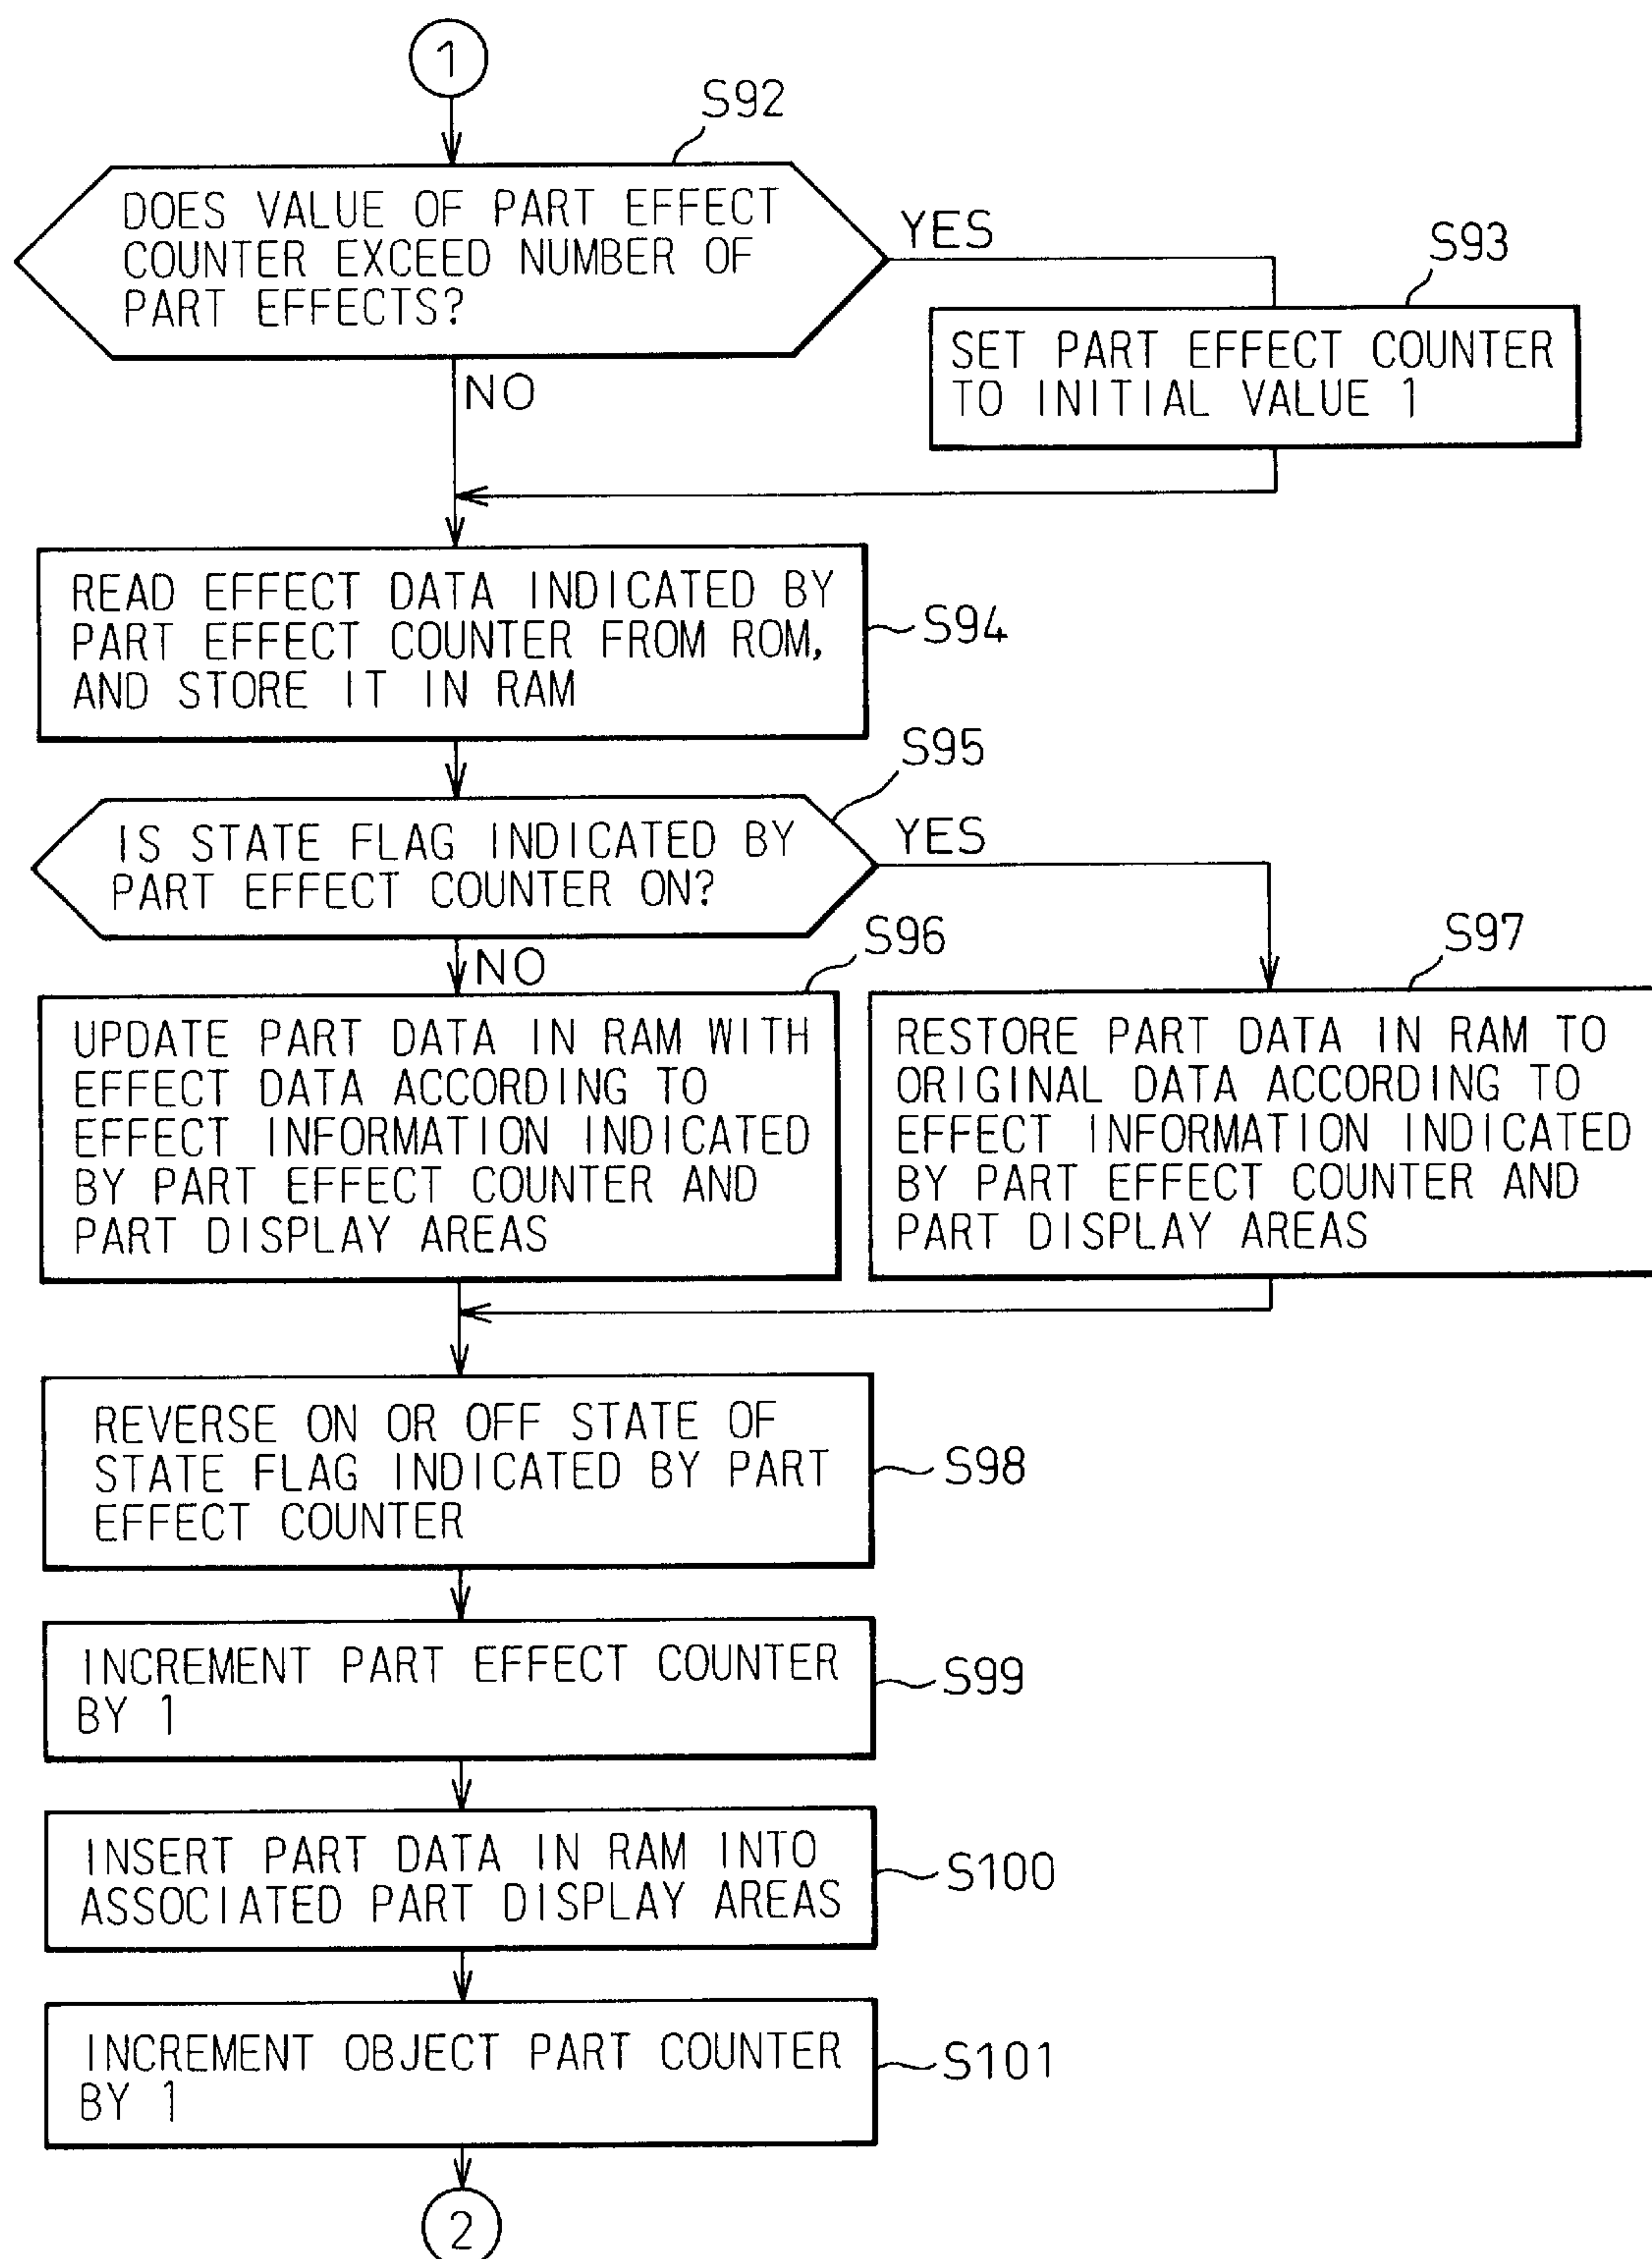 1
S92
DOES VALUE OF PART EFFECT
COUNTER EXCEED NUMBER OF
PART EFFECTS?
YES
S93
SET PART EFFECT COUNTER
TO INITIAL VALUE 1
NO
READ EFFECT DATA INDICATED BY
PART EFFECT COUNTER FROM ROM,
AND STORE IT IN RAM
S94
S95
IS STATE FLAG INDICATED BY
PART EFFECT COUNTER ON?
YES
NO
S96
S97
UPDATE PART DATA IN RAM WITH
EFFECT DATA ACCORDING TO
EFFECT INFORMATION INDICATED
BY PART EFFECT COUNTER AND
PART DISPLAY AREAS
RESTORE PART DATA IN RAM TO
ORIGINAL DATA ACCORDING TO
EFFECT INFORMATION INDICATED
BY PART EFFECT COUNTER AND
PART DISPLAY AREAS
REVERSE ON OR OFF STATE OF
STATE FLAG INDICATED BY PART
EFFECT COUNTER
S98
INCREMENT PART EFFECT COUNTER
BY 1
S99
INSERT PART DATA IN RAM INTO
ASSOCIATED PART DISPLAY AREAS
S100
INCREMENT OBJECT PART COUNTER
BY 1
S101
2